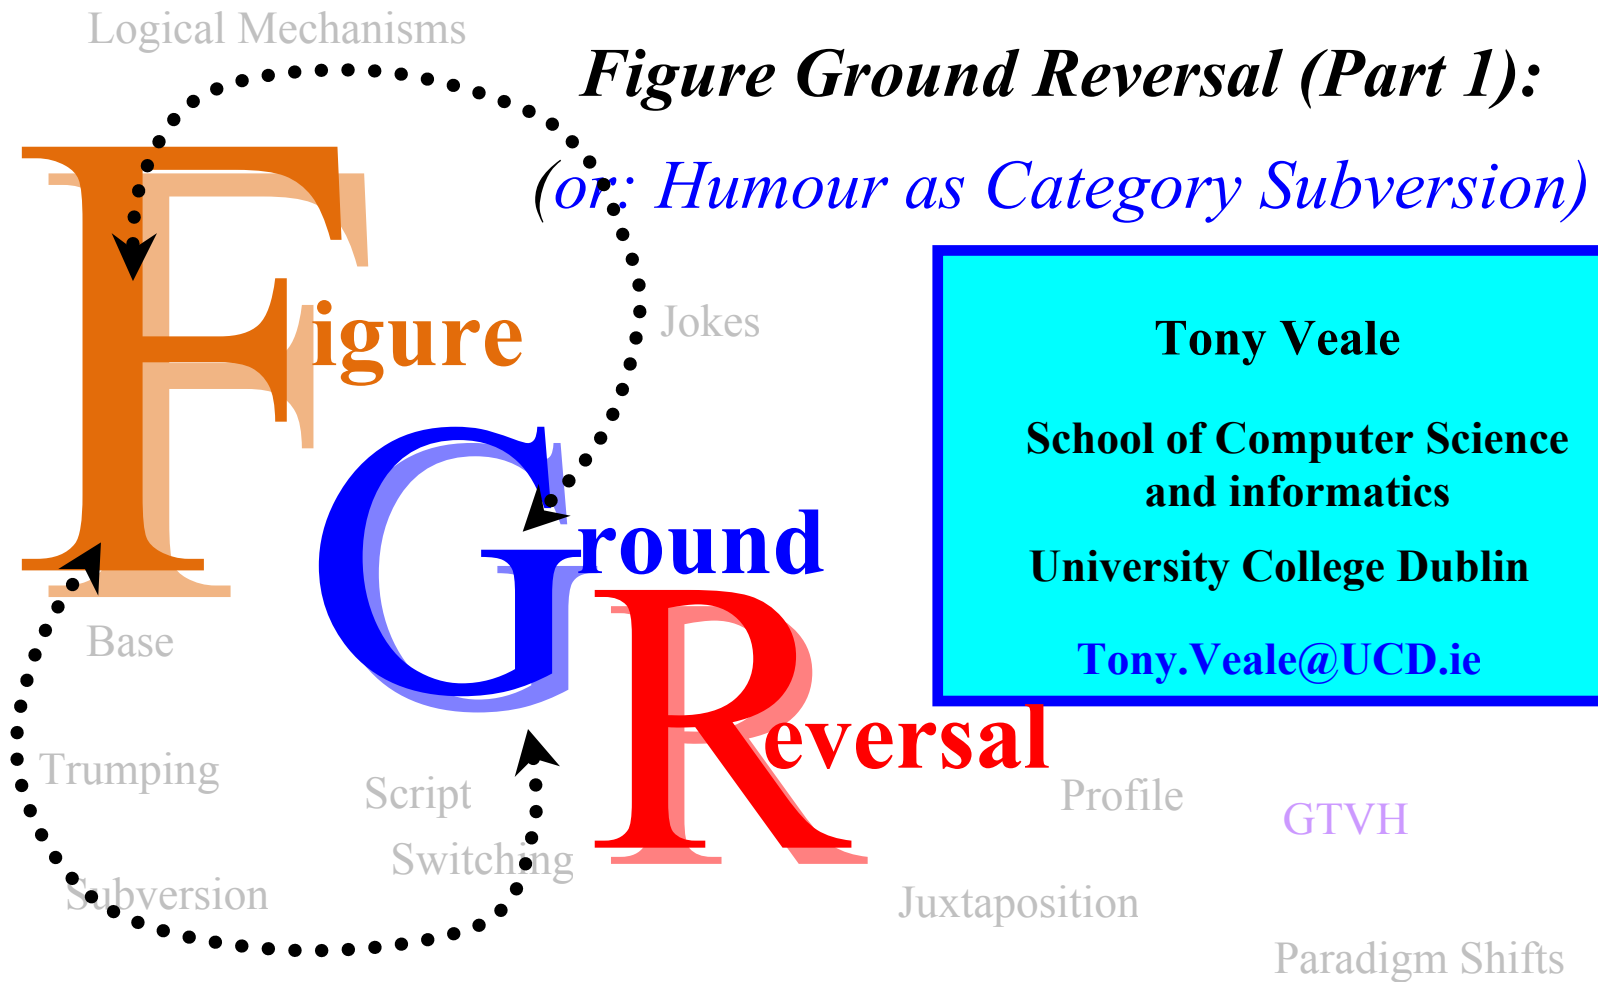 Logical Mechanisms
Figure Ground Reversal (Part 1):
(or: Humour as Category Subversion)
Figure
Jokes
Tony Veale
School of Computer Science
and informatics
University College Dublin
Tony.Veale@UCD.ie
Ground
Base
Reversal
Trumping
Script
Switching
Profile
GTVH
Subversion
Juxtaposition
Paradigm Shifts